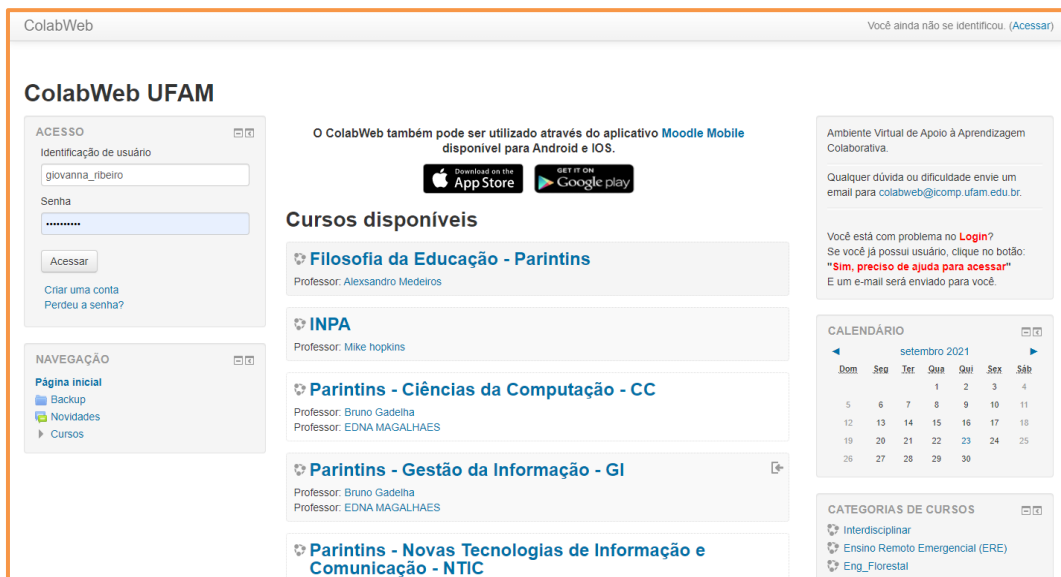 ColabWeb
Você ainda não se identificou. (Acessar)
ColabWeb UFAM
ACESSO
Identificação de usuário
giovanna_ribeiro
Senha
••••••••••
Acessar
Criar uma conta
Perdeu a senha?
NAVEGAÇÃO
Página inicial
Backup
Novidades
Cursos
O ColabWeb também pode ser utilizado através do aplicativo Moodle Mobile
disponível para Android e IOS.
Download on the
App Store
GET IT ON
Google play
Cursos disponíveis
Filosofia da Educação - Parintins
Professor: Alexsandro Medeiros
INPA
Professor: Mike hopkins
Parintins - Ciências da Computação - CC
Professor: Bruno Gadelha
Professor: EDNA MAGALHAES
Parintins - Gestão da Informação - GI
Professor: Bruno Gadelha
Professor: EDNA MAGALHAES
Parintins - Novas Tecnologias de Informação e
Comunicação - NTIC
Ambiente Virtual de Apoio à Aprendizagem
Colaborativa.
Qualquer dúvida ou dificuldade envie um
email para colabweb@icomp.ufam.edu.br.
Você está com problema no Login?
Se você já possui usuário, clique no botão:
"Sim, preciso de ajuda para acessar"
E um e-mail será enviado para você.
CALENDÁRIO
setembro 2021
Dom Seg Ter Qua Qui Sex Sáb
1 2 3 4
5 6 7 8 9 10 11
12 13 14 15 16 17 18
19 20 21 22 23 24 25
26 27 28 29 30
CATEGORIAS DE CURSOS
Interdisciplinar
Ensino Remoto Emergencial (ERE)
Eng_Florestal